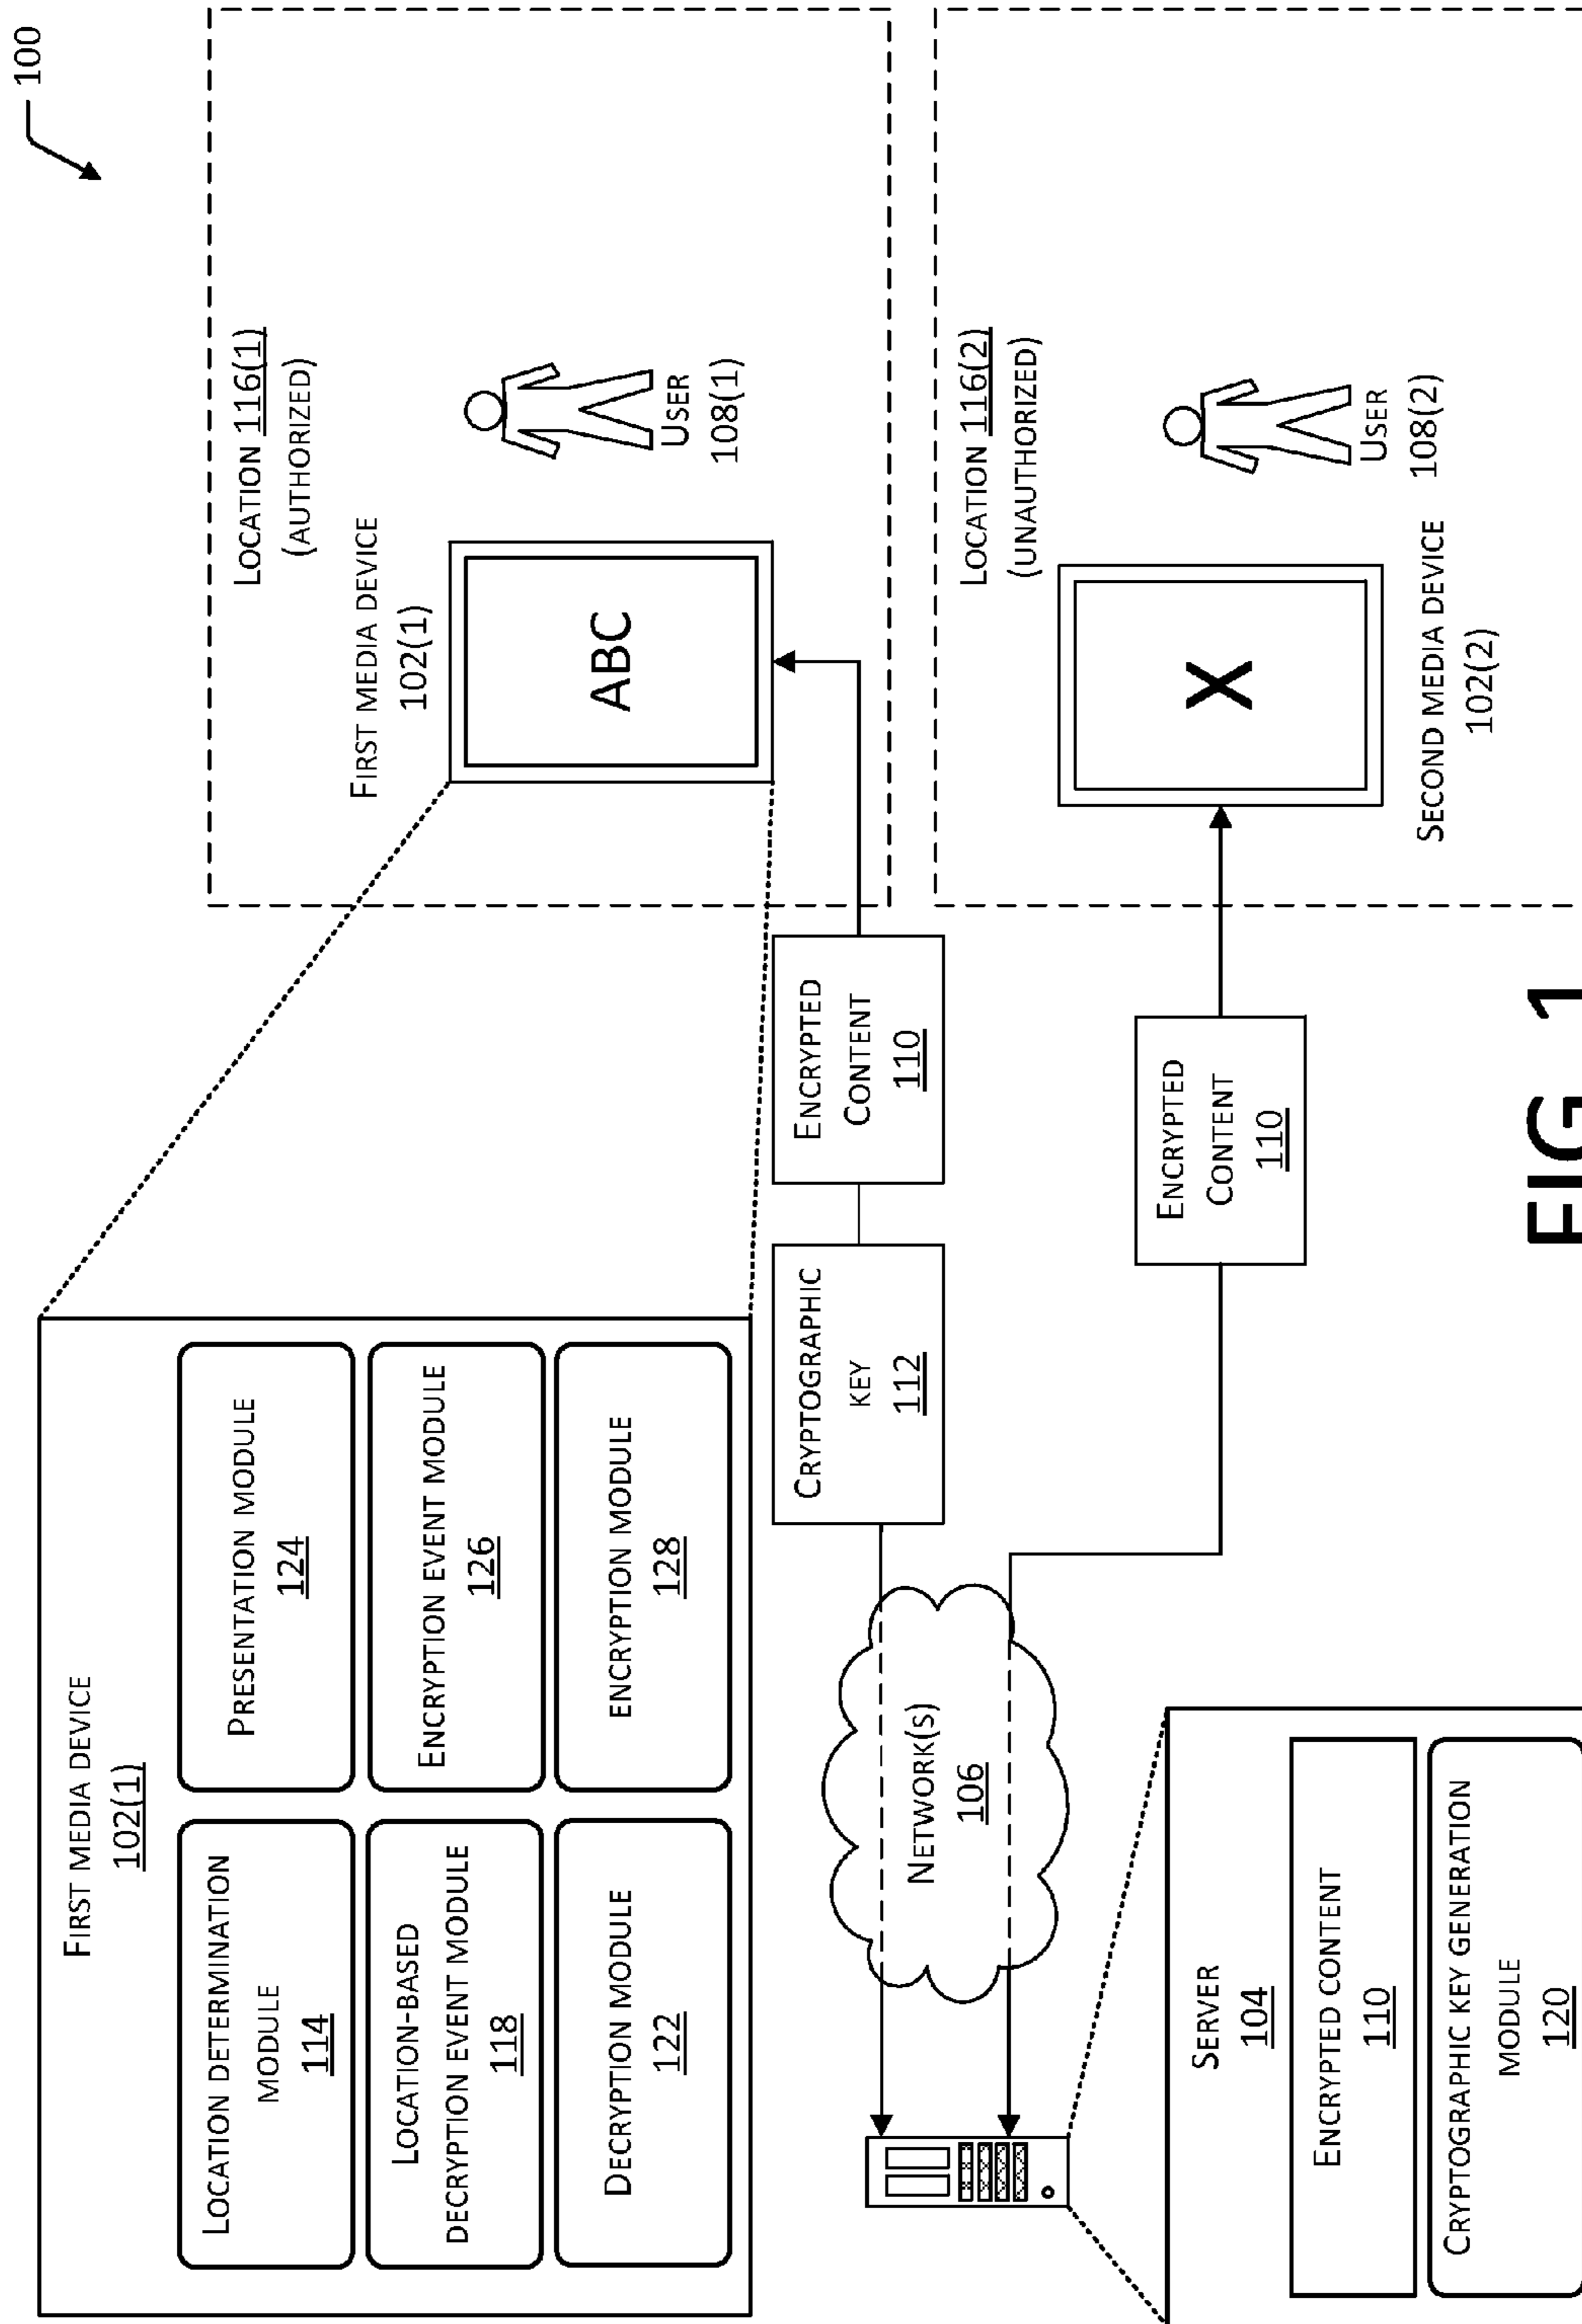 100
FIRST MEDIA DEVICE
102(1)
LOCATION DETERMINATION
MODULE
114
PRESENTATION MODULE
124
LOCATION-BASED
DECRYPTION EVENT MODULE
118
ENCRYPTION EVENT MODULE
126
DECRYPTION MODULE
122
ENCRYPTION MODULE
128
LOCATION 116(1)
(AUTHORIZED)
FIRST MEDIA DEVICE
102(1)
ABC
USER
108(1)
CRYPTOGRAPHIC
KEY
112
ENCRYPTED
CONTENT
110
NETWORK(S)
106
LOCATION 116(2)
(UNAUTHORIZED)
X
USER
108(2)
SECOND MEDIA DEVICE
102(2)
ENCRYPTED
CONTENT
110
SERVER
104
ENCRYPTED CONTENT
110
CRYPTOGRAPHIC KEY GENERATION
MODULE
120
FIG. 1